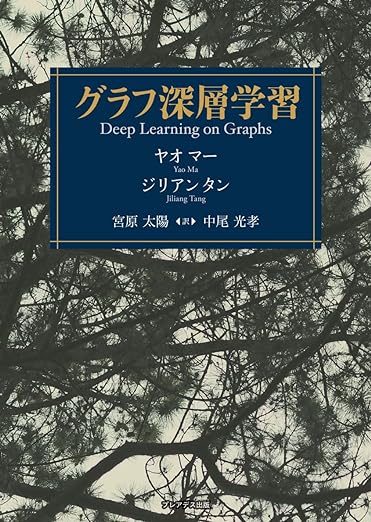 グラフ深層学習
Deep Learning on Graphs
ヤオ マー
Yao Ma
ジリアン タン
Jiliang Tang
宮原 太陽 ◀訳▶ 中尾 光孝
プレアデス出版